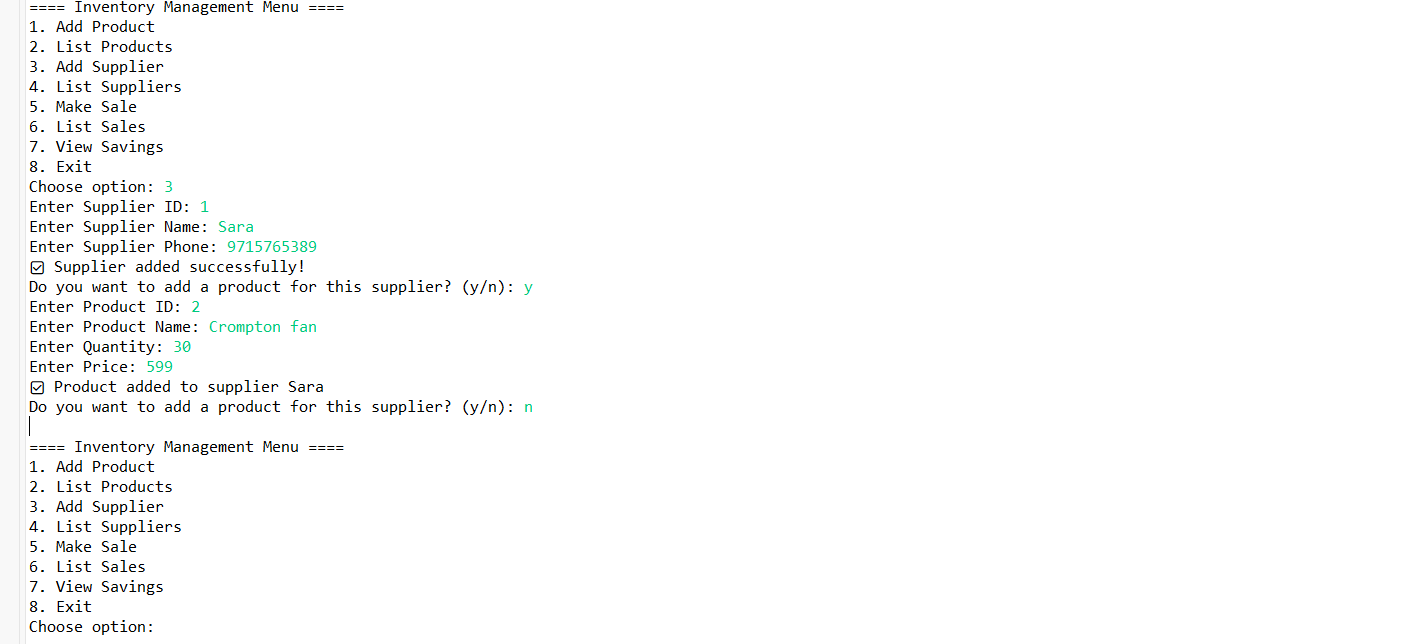 ==== Inventory Management Menu ====
1. Add Product
2. List Products
3. Add Supplier
4. List Suppliers
5. Make Sale
6. List Sales
7. View Savings
8. Exit
Choose option: 3
Enter Supplier ID: 1
Enter Supplier Name: Sara
Enter Supplier Phone: 9715765389
☑ Supplier added successfully!
Do you want to add a product for this supplier? (y/n): y
Enter Product ID: 2
Enter Product Name: Crompton fan
Enter Quantity: 30
Enter Price: 599
☑ Product added to supplier Sara
Do you want to add a product for this supplier? (y/n): n
==== Inventory Management Menu ====
1. Add Product
2. List Products
3. Add Supplier
4. List Suppliers
5. Make Sale
6. List Sales
7. View Savings
8. Exit
Choose option: